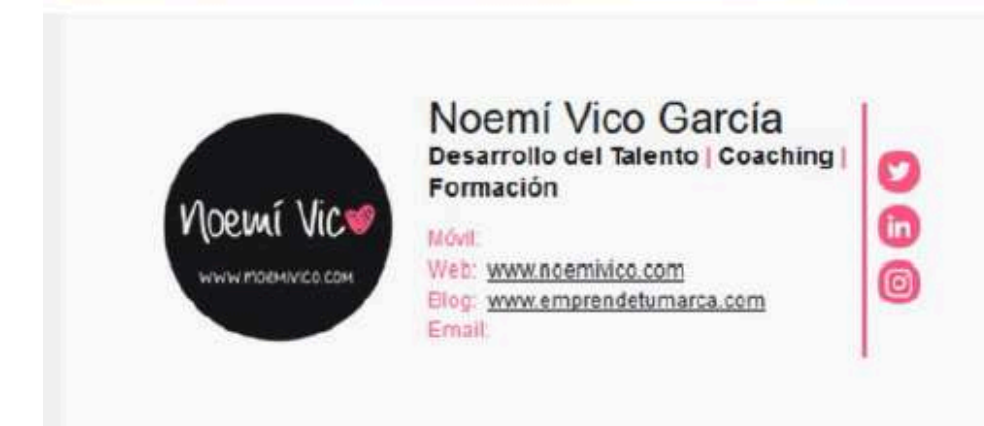 Noemí Vic
www.noemivico.com
Noemí Vico García
Desarrollo del Talento | Coaching |
Formación
Móvil:
Web: www.noemivico.com
Blog: www.emprendetumarca.com
Email:
in